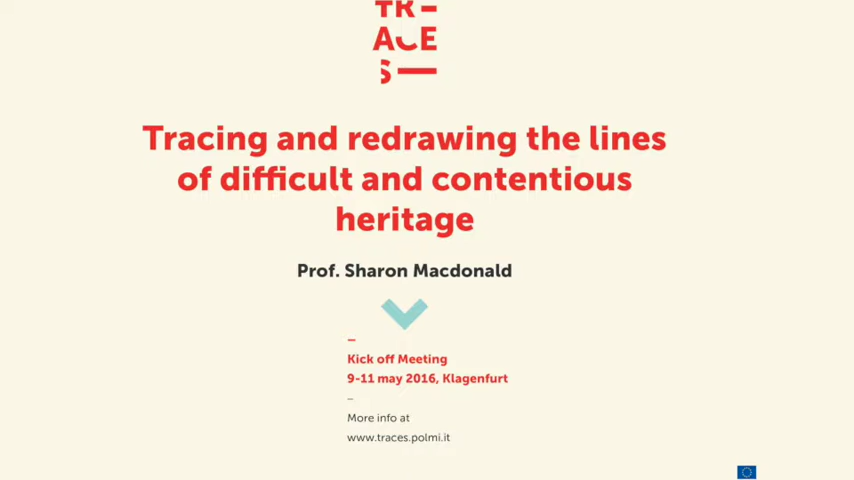 TR—
ACE
S—
Tracing and redrawing the lines
of difficult and contentious
heritage
Prof. Sharon Macdonald
–
Kick off Meeting
9-11 may 2016, Klagenfurt
–
More info at
www.traces.polmi.it